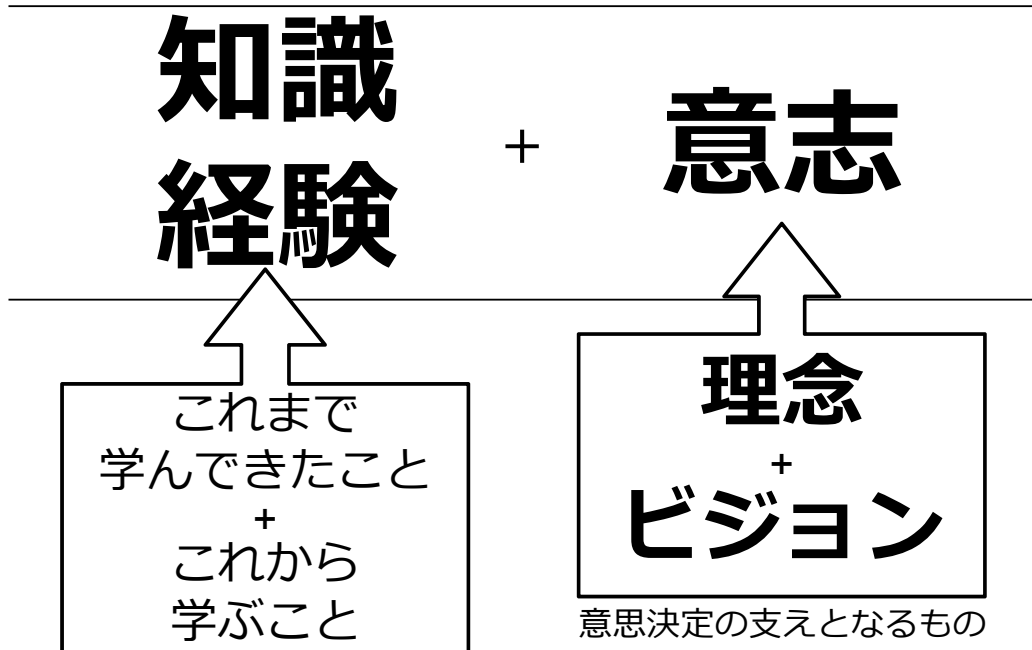 知識
経験
+
意志
これまで
学んできたこと
+
これから
学ぶこと
理念
+
ビジョン
意思決定の支えとなるもの